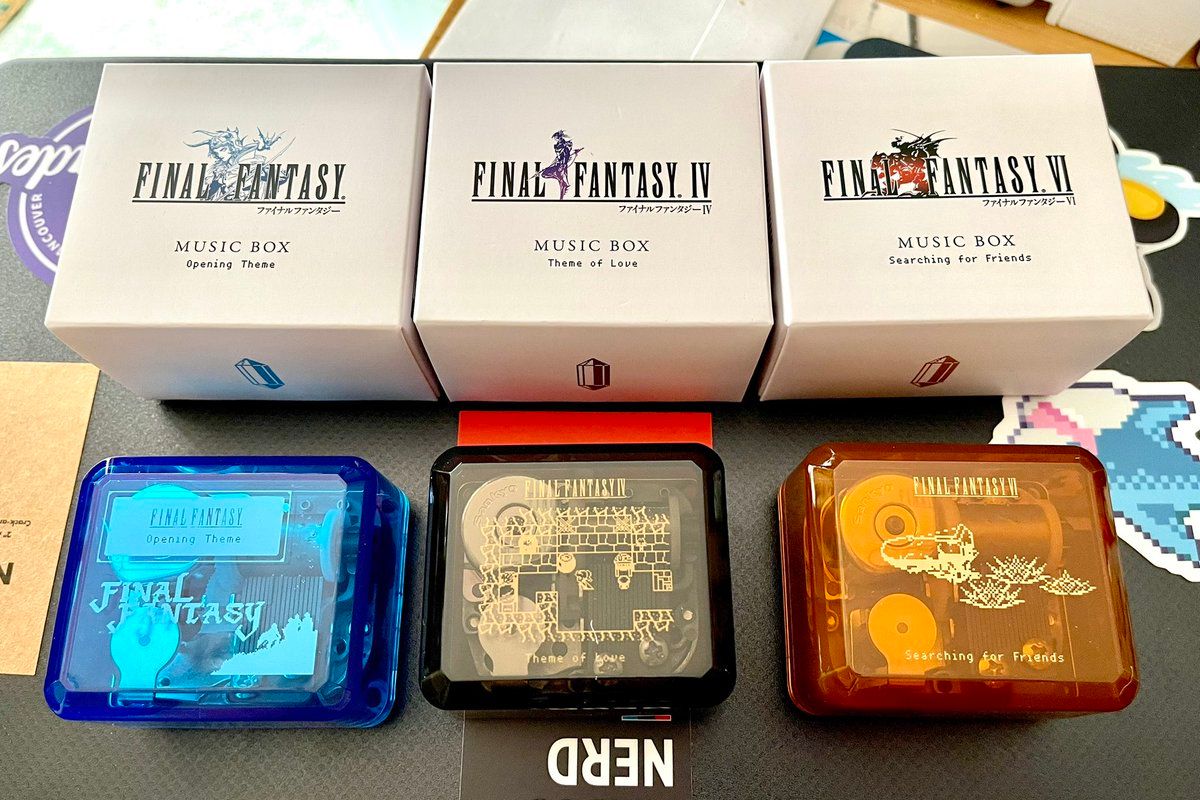 FINAL FANTASY.
ファイナルファンタジー
MUSIC BOX
Opening Theme
FINAL FANTASY. IV
ファイナルファンタジーIV
MUSIC BOX
Theme of Love
FINAL FANTASY. VI
ファイナルファンタジーVI
MUSIC BOX
Searching for Friends
des
ANCOUVER
FINAL FANTASY.
Opening Theme
FINAL
FANTASY
sankyo
FINAL FANTASY IV
Theme of Love
sankyo
FINAL FANTASY VI
Searching for Friends
N
NERD